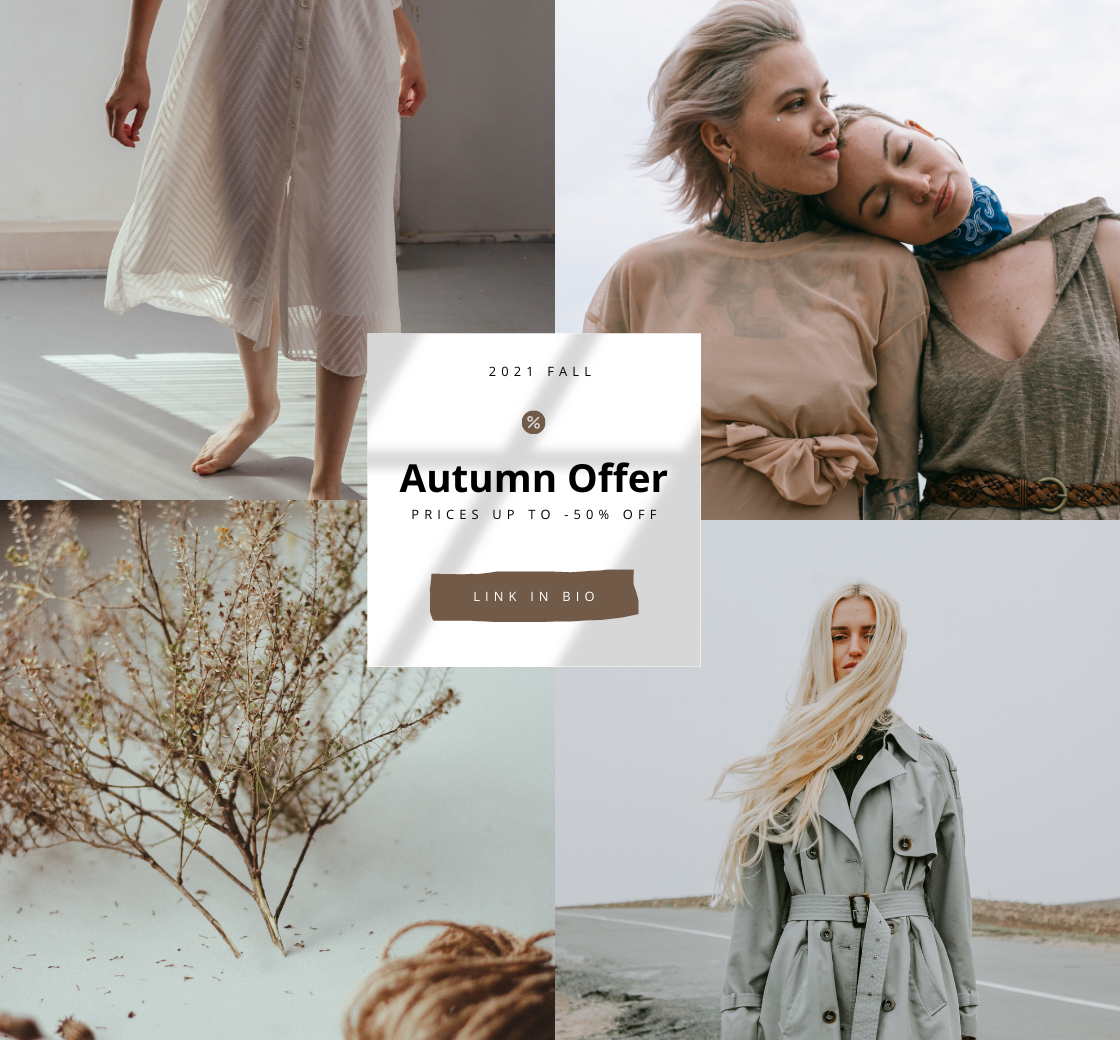 2021 FALL
%
Autumn Offer
PRICES UP TO -50% OFF
LINK IN BIO